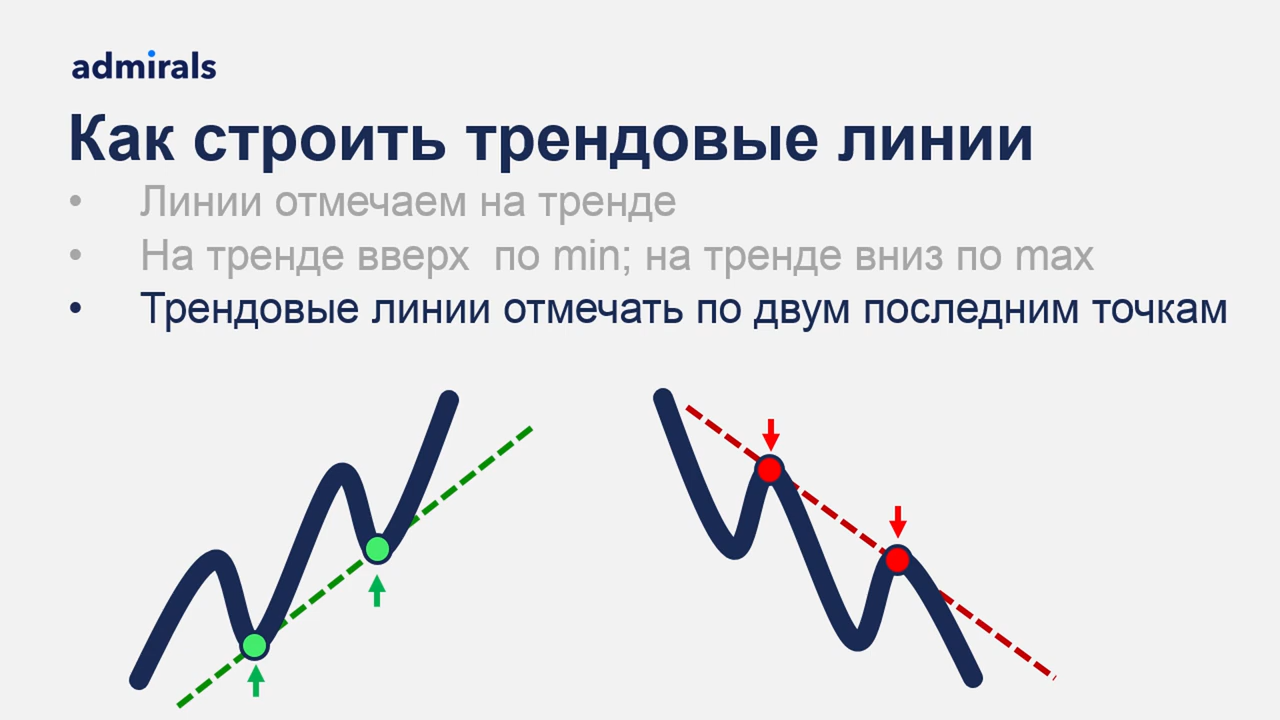 admirals
Как строить трендовые линии
• Линии отмечаем на тренде
• На тренде вверх  по min; на тренде вниз по max
• Трендовые линии отмечать по двум последним точкам